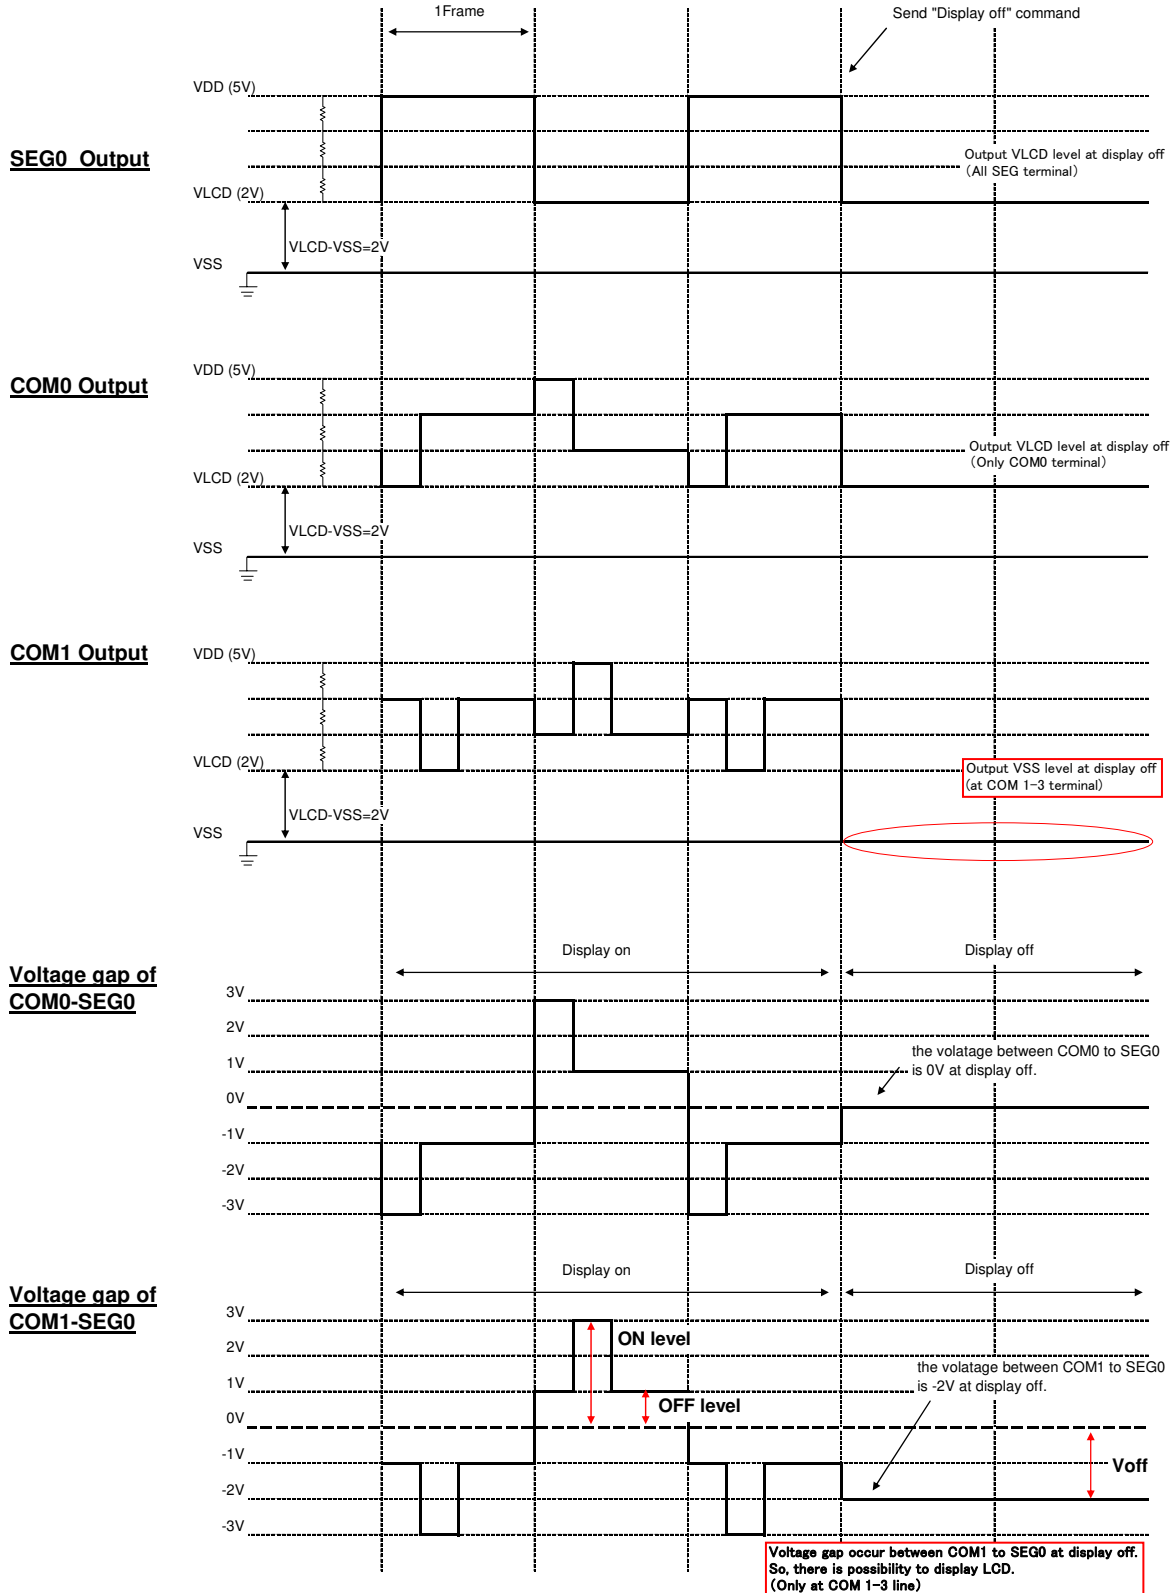 1Frame
Send "Display off" command
VDD (5V)
SEG0 Output
Output VLCD level at display off
(All SEG terminal)
VLCD (2V)
VLCD-VSS=2V
VSS
VDD (5V)
COM0 Output
Output VLCD level at display off
(Only COM0 terminal)
VLCD (2V)
VLCD-VSS=2V
VSS
COM1 Output
VDD (5V)
VLCD (2V)
Output VSS level at display off
(at COM 1-3 terminal)
VLCD-VSS=2V
VSS
Display on
Display off
Voltage gap of
COM0-SEG0
3V
2V
1V
the volatage between COM0 to SEG0
is 0V at display off.
0V
-1V
-2V
-3V
Display on
Display off
Voltage gap of
COM1-SEG0
3V
ON level
2V
the volatage between COM1 to SEG0
is -2V at display off.
1V
OFF level
0V
-1V
Voff
-2V
-3V
Voltage gap occur between COM1 to SEG0 at display off.
So, there is possibility to display LCD.
(Only at COM 1-3 line)